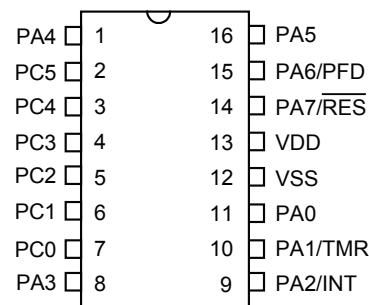 PA4 1 16 PA5
PC5 2 15 PA6/PFD
PC4 3 14 PA7/RES
PC3 4 13 VDD
PC2 5 12 VSS
PC1 6 11 PA0
PC0 7 10 PA1/TMR
PA3 8 9 PA2/INT